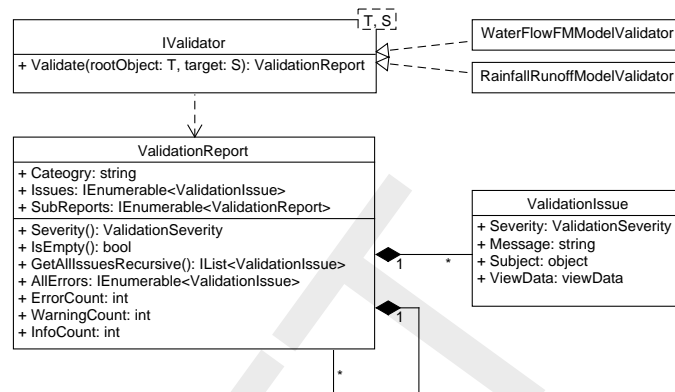 T, S
IValidator
+ Validate(rootObject: T, target: S): ValidationReport
WaterFlowFMModelValidator
RainfallRunoffModelValidator
ValidationReport
+ Cateogry: string
+ Issues: IEnumerable<ValidationIssue>
+ SubReports: IEnumerable<ValidationReport>
+ Severity(): ValidationSeverity
+ IsEmpty(): bool
+ GetAllIssuesRecursive(): IList<ValidationIssue>
+ AllErrors: IEnumerable<ValidationIssue>
+ ErrorCount: int
+ WarningCount: int
+ InfoCount: int
1
*
ValidationIssue
+ Severity: ValidationSeverity
+ Message: string
+ Subject: object
+ ViewData: viewData
1
*